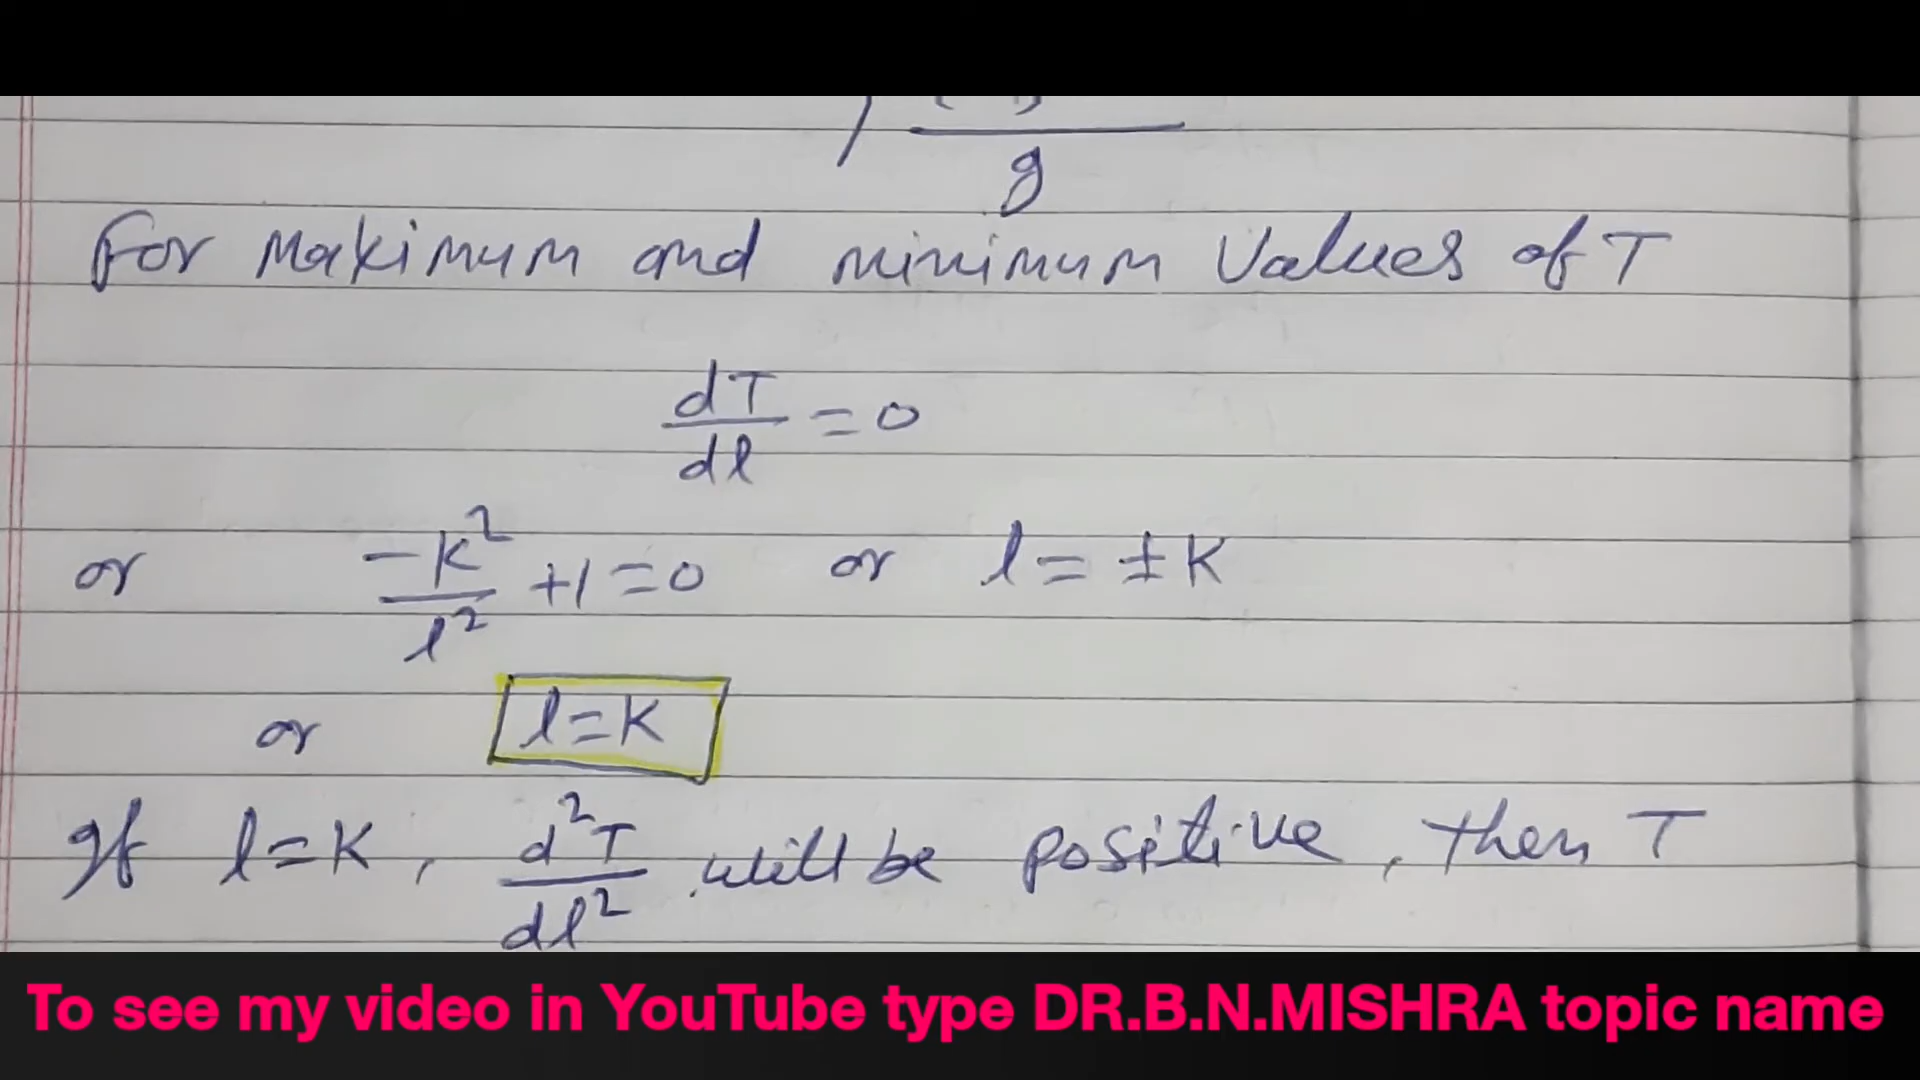 g
For Maximum and minimum Values of T
dT/dl = 0
or -K²/l² + 1 = 0 or l = ± K
or l = K
If l = K, d²T/dl² will be positive, then T
To see my video in YouTube type DR.B.N.MISHRA topic name